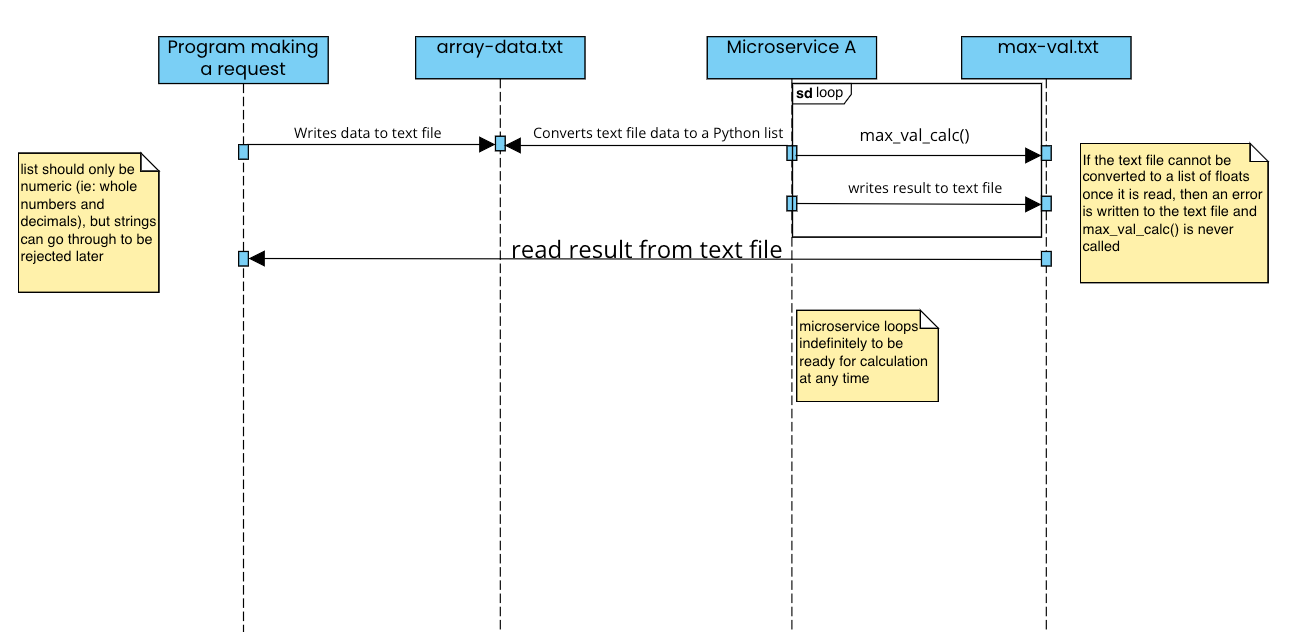 Program making
a request
array-data.txt
Microservice A
max-val.txt
sd loop
Writes data to text file
Converts text file data to a Python list
max_val_calc()
list should only be
numeric (ie: whole
numbers and
decimals), but strings
can go through to be
rejected later
If the text file cannot be
converted to a list of floats
once it is read, then an error
is written to the text file and
max_val_calc() is never
called
writes result to text file
read result from text file
microservice loops
indefinitely to be
ready for calculation
at any time